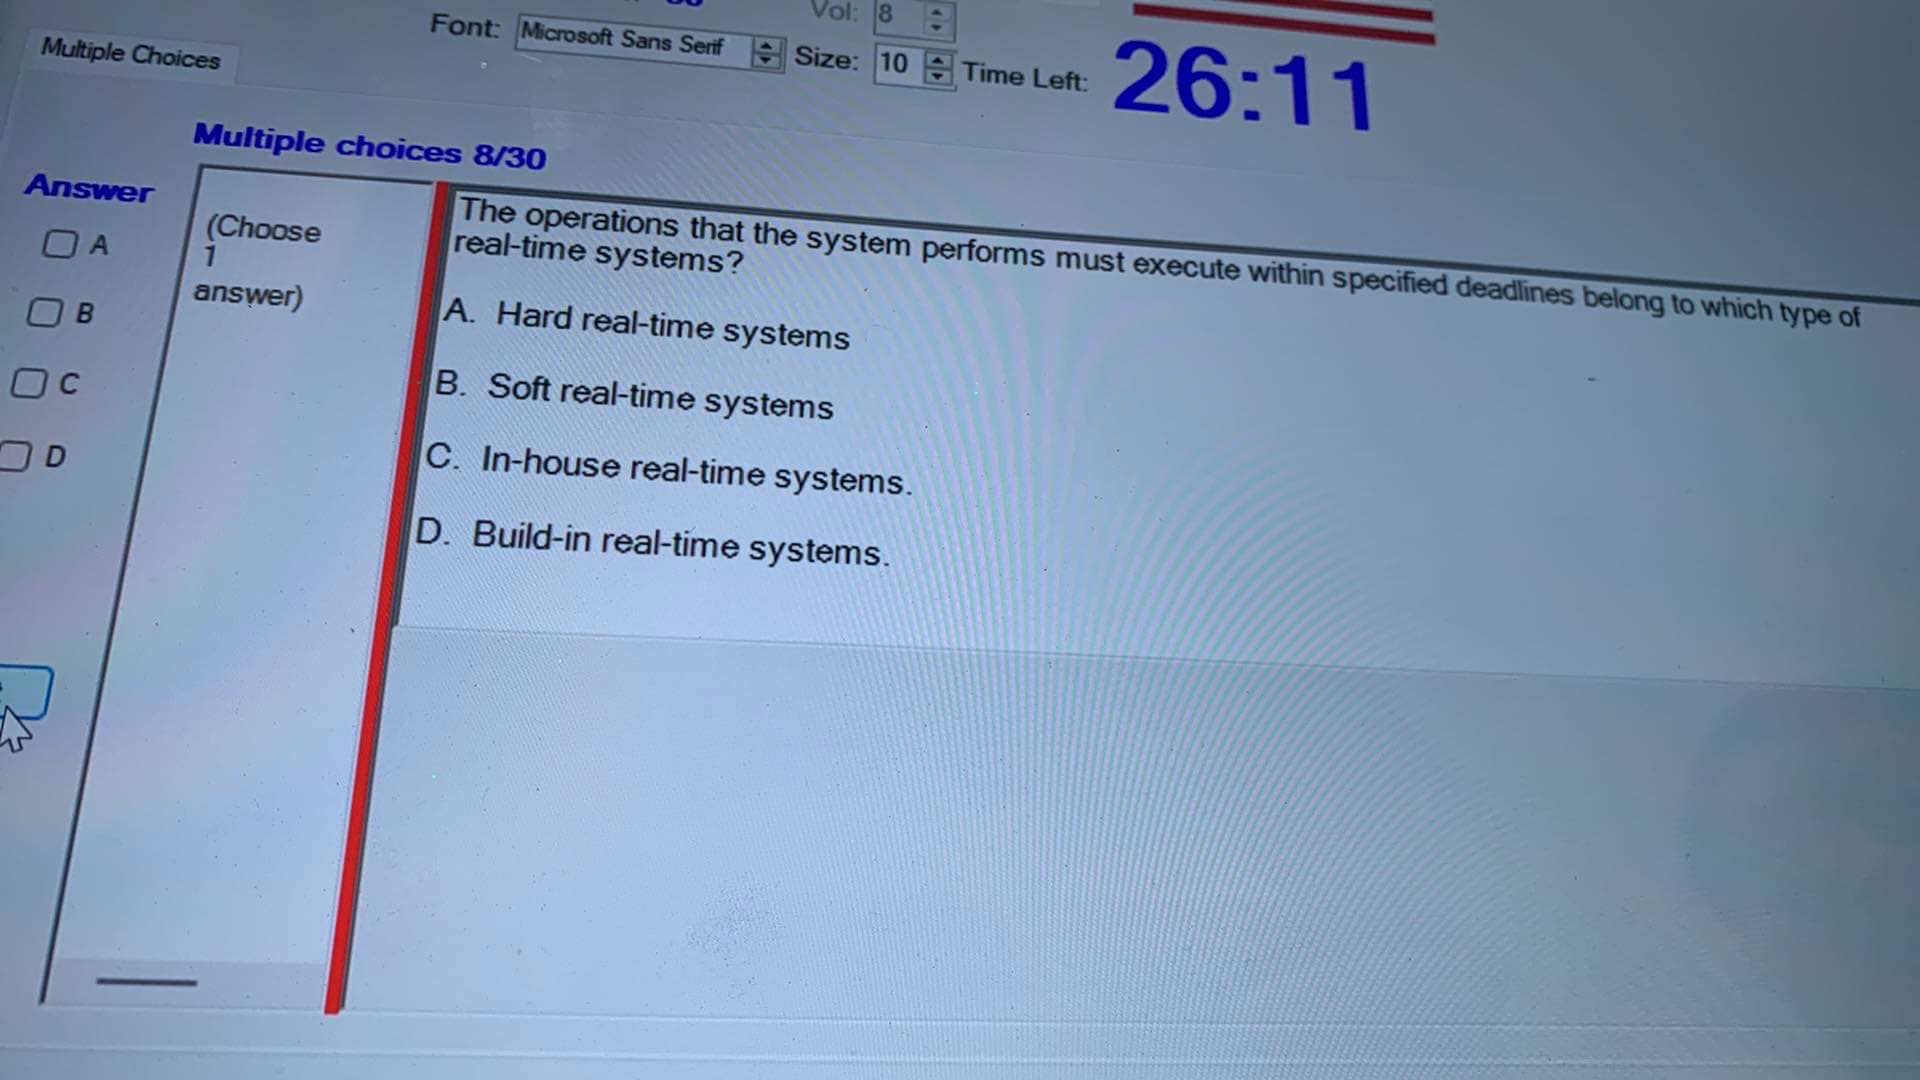 Vol: 8
Font: Microsoft Sans Serif Size: 10 Time Left: 26:11
Multiple Choices
Multiple choices 8/30
Answer
A
B
C
D
(Choose
1
answer)
The operations that the system performs must execute within specified deadlines belong to which type of
real-time systems?
A. Hard real-time systems
B. Soft real-time systems
C. In-house real-time systems.
D. Build-in real-time systems.